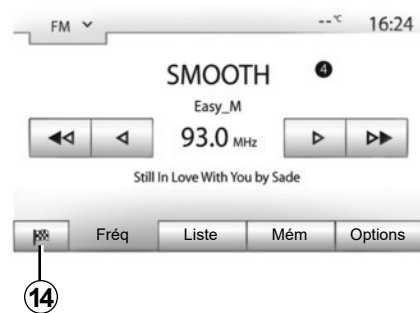 FM --°C 16:24
SMOOTH 4
Easy_M
93.0 MHz
Still In Love With You by Sade
Fréq Liste Mém Options
14